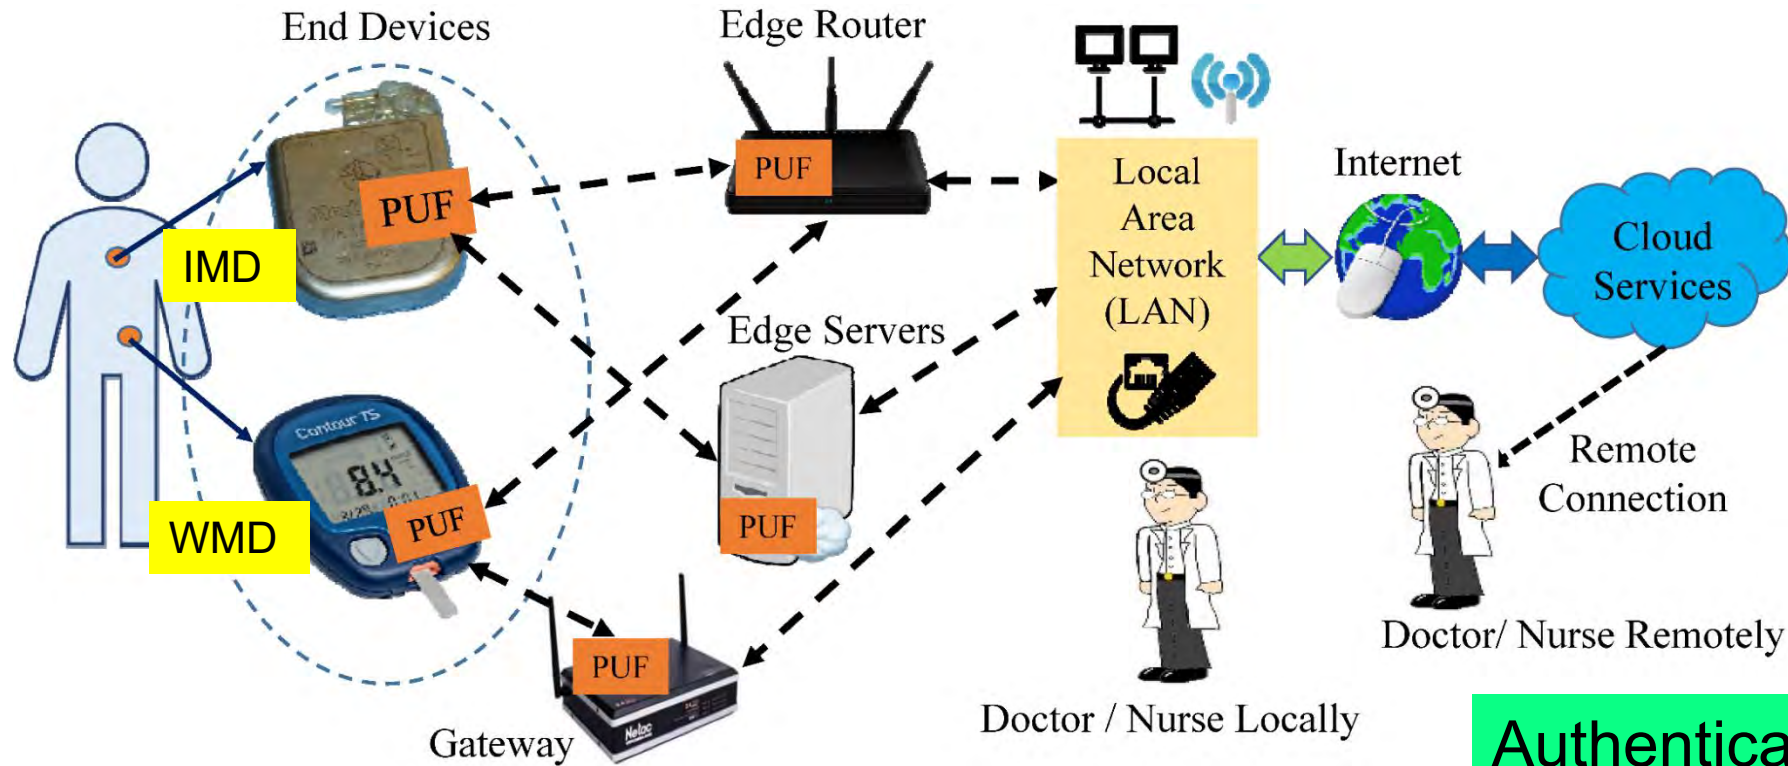 End Devices
Edge Router
PUF
IMD
PUF
Local
Area
Network
(LAN)
Internet
Cloud
Services
Contour TS
8.4
PUF
WMD
Edge Servers
PUF
Remote
Connection
PUF
Netac
Gateway
Doctor / Nurse Locally
Doctor/ Nurse Remotely